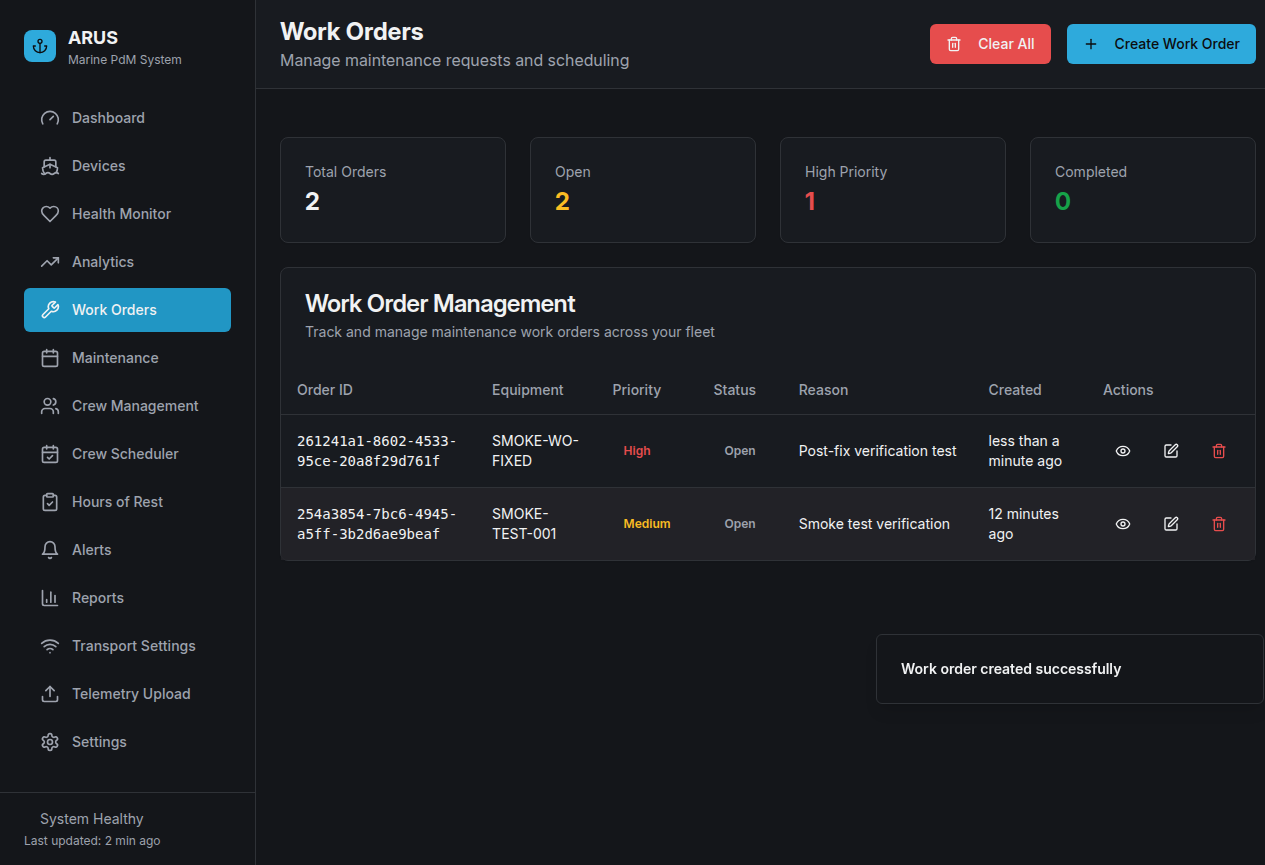 ARUS
Marine PdM System
Dashboard
Devices
Health Monitor
Analytics
Work Orders
Maintenance
Crew Management
Crew Scheduler
Hours of Rest
Alerts
Reports
Transport Settings
Telemetry Upload
Settings
System Healthy
Last updated: 2 min ago
Work Orders
Manage maintenance requests and scheduling
Clear All
Create Work Order
Total Orders
2
Open
2
High Priority
1
Completed
0
Work Order Management
Track and manage maintenance work orders across your fleet
Order ID Equipment Priority Status Reason Created Actions
261241a1-8602-4533-
95ce-20a8f29d761f
SMOKE-WO-
FIXED
High
Open
Post-fix verification test
less than a
minute ago
254a3854-7bc6-4945-
a5ff-3b2d6ae9beaf
SMOKE-
TEST-001
Medium
Open
Smoke test verification
12 minutes
ago
Work order created successfully